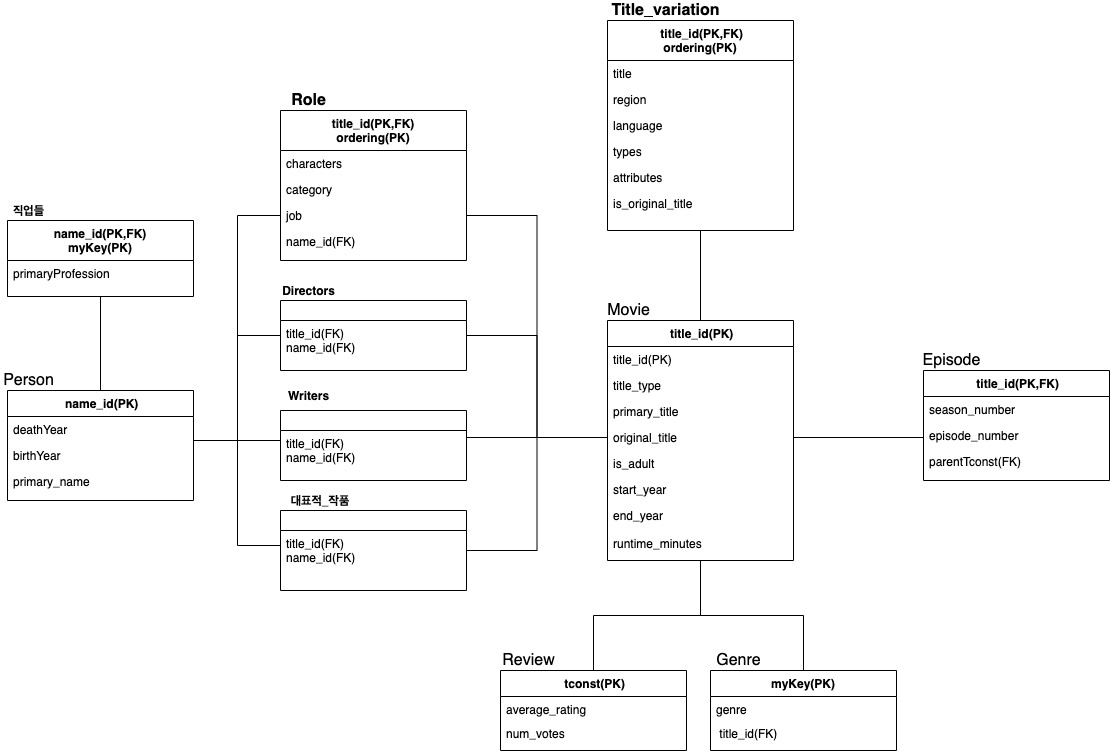 Title_variation
title_id(PK,FK)
ordering(PK)
title
region
language
types
attributes
is_original_title
Role
title_id(PK,FK)
ordering(PK)
characters
category
job
name_id(FK)
직업들
name_id(PK,FK)
myKey(PK)
primaryProfession
Directors
title_id(FK)
name_id(FK)
Person
name_id(PK)
deathYear
birthYear
primary_name
Writers
title_id(FK)
name_id(FK)
대표적_작품
title_id(FK)
name_id(FK)
Movie
title_id(PK)
title_id(PK)
title_type
primary_title
original_title
is_adult
start_year
end_year
runtime_minutes
Episode
title_id(PK,FK)
season_number
episode_number
parentTconst(FK)
Review
tconst(PK)
average_rating
num_votes
Genre
myKey(PK)
genre
title_id(FK)